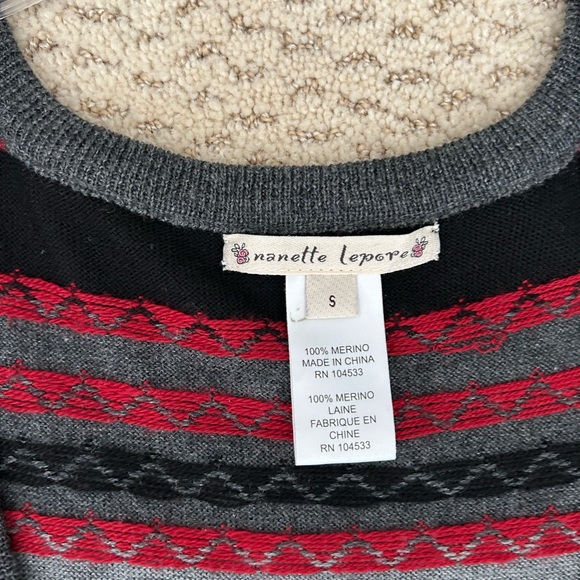 nanette lepore
S
100% MERINO
MADE IN CHINA
RN 104533
100% MERINO
LAINE
FABRIQUE EN
CHINE
RN 104533